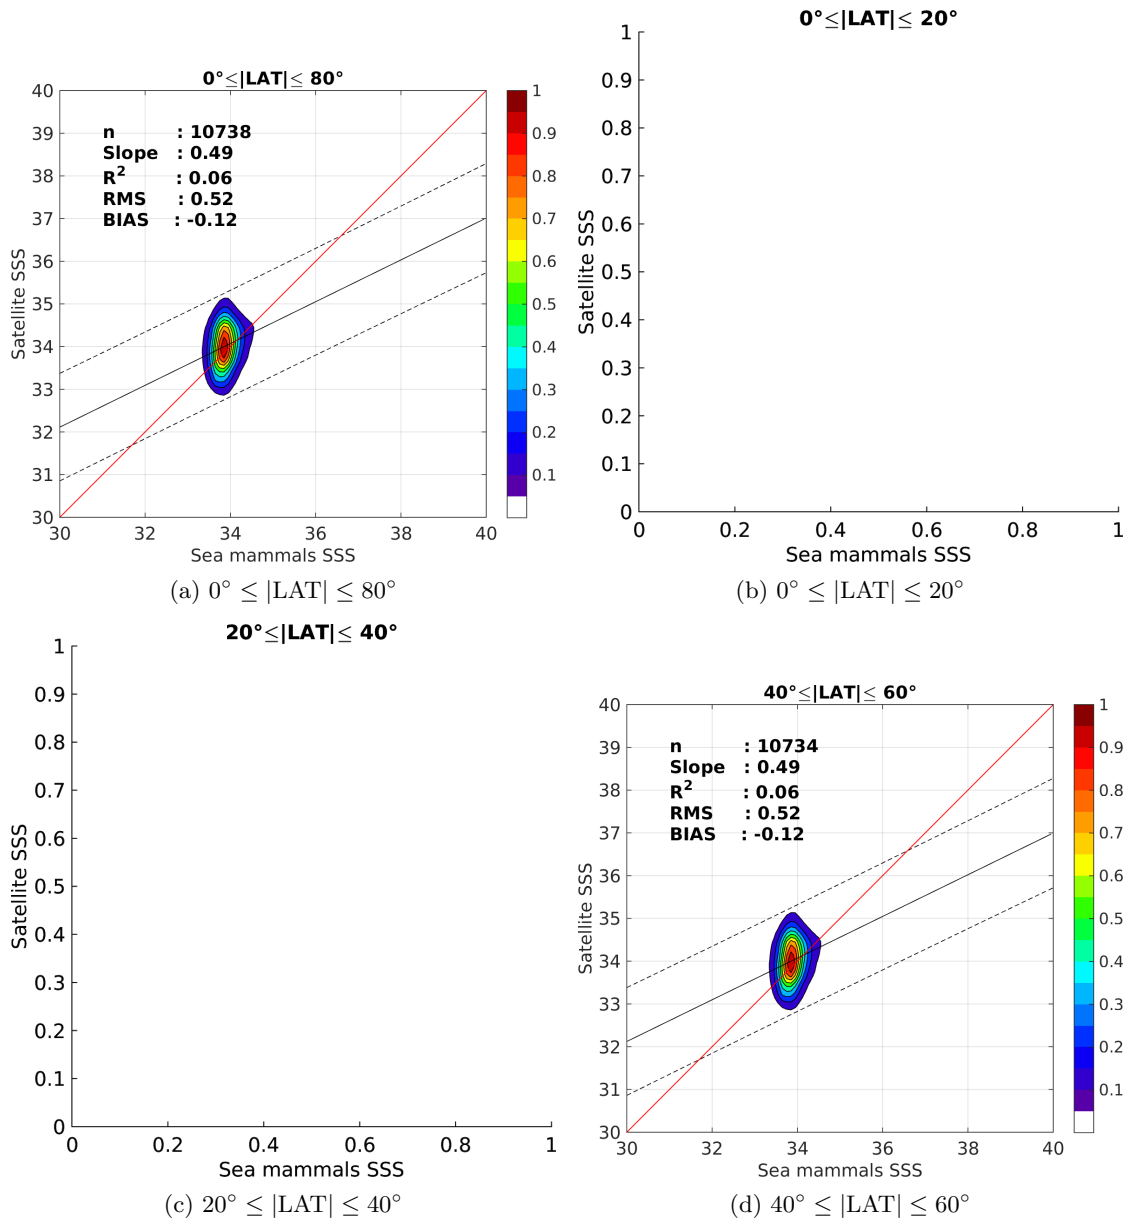 0°≤|LAT|≤ 80°
40
39
38
37
36
35
34
33
32
31
30
Satellite SSS
n : 10738
Slope : 0.49
R² : 0.06
RMS : 0.52
BIAS : -0.12
30 32 34 36 38 40
Sea mammals SSS
1
0.9
0.8
0.7
0.6
0.5
0.4
0.3
0.2
0.1
(a) 0° ≤ |LAT| ≤ 80°
0°≤|LAT|≤ 20°
1
0.9
0.8
0.7
0.6
0.5
0.4
0.3
0.2
0.1
0
Satellite SSS
0 0.2 0.4 0.6 0.8 1
Sea mammals SSS
(b) 0° ≤ |LAT| ≤ 20°
20°≤|LAT|≤ 40°
1
0.9
0.8
0.7
0.6
0.5
0.4
0.3
0.2
0.1
0
Satellite SSS
0 0.2 0.4 0.6 0.8 1
Sea mammals SSS
(c) 20° ≤ |LAT| ≤ 40°
40°≤|LAT|≤ 60°
40
39
38
37
36
35
34
33
32
31
30
Satellite SSS
n : 10734
Slope : 0.49
R² : 0.06
RMS : 0.52
BIAS : -0.12
30 32 34 36 38 40
Sea mammals SSS
1
0.9
0.8
0.7
0.6
0.5
0.4
0.3
0.2
0.1
(d) 40° ≤ |LAT| ≤ 60°